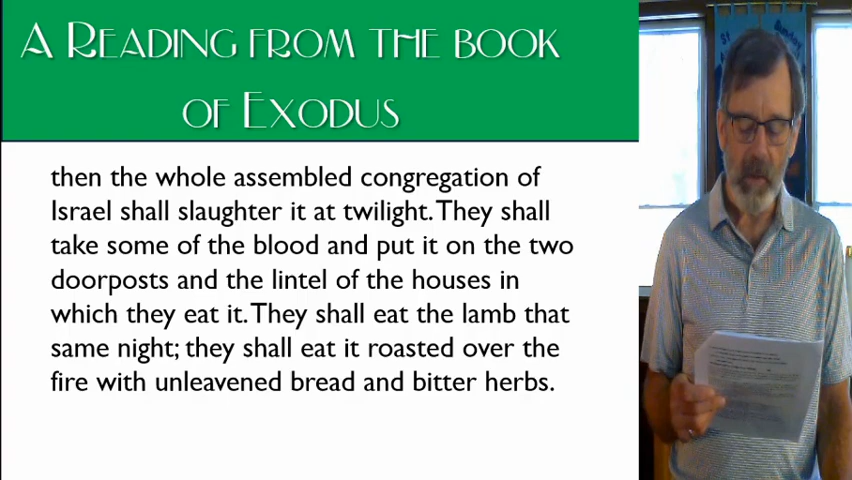 A READING FROM THE BOOK
OF EXODUS
then the whole assembled congregation of
Israel shall slaughter it at twilight. They shall
take some of the blood and put it on the two
doorposts and the lintel of the houses in
which they eat it. They shall eat the lamb that
same night; they shall eat it roasted over the
fire with unleavened bread and bitter herbs.
St
Sunday